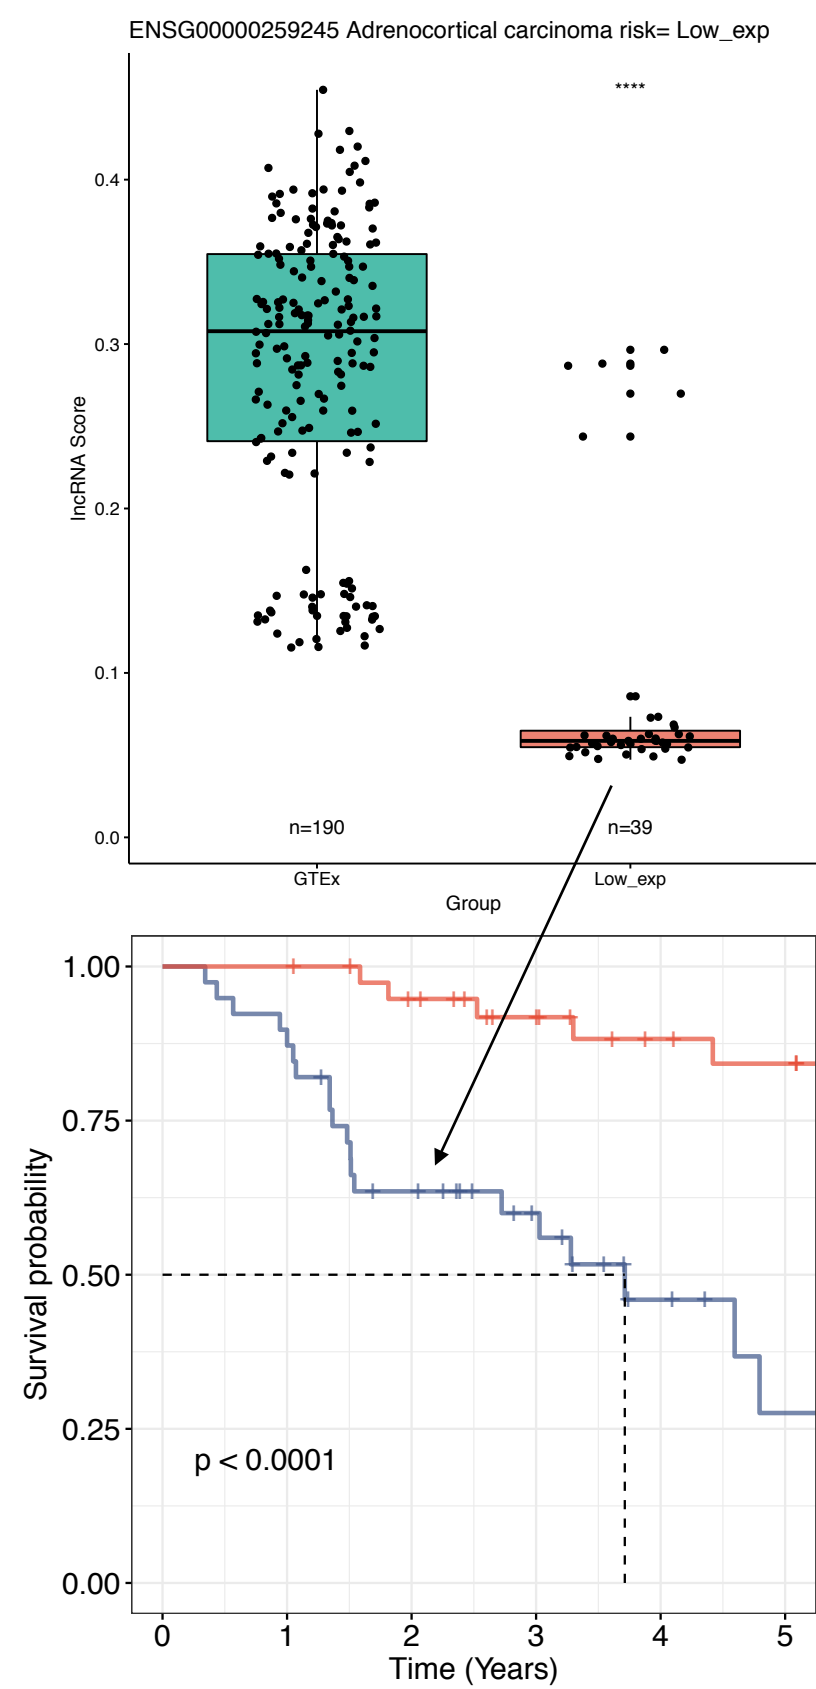 ENSG00000259245 Adrenocortical carcinoma risk= Low_exp
****
0.4
0.3
0.2
0.1
0.0
lncRNA Score
n=190
n=39
GTEx
Low_exp
Group
1.00
0.75
0.50
0.25
0.00
Survival probability
p < 0.0001
0 1 2 3 4 5
Time (Years)